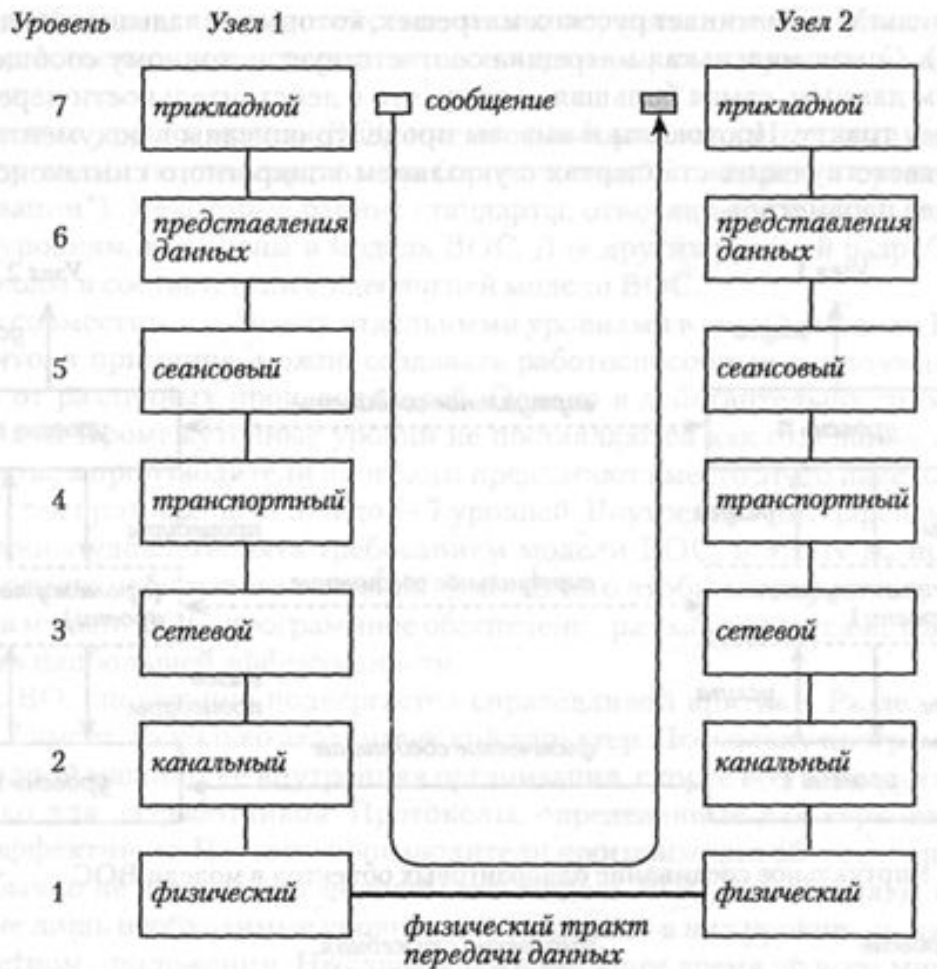 Уровень Узел 1 Узел 2
7 прикладной сообщение прикладной
6 представления данных представления данных
5 сеансовый сеансовый
4 транспортный транспортный
3 сетевой сетевой
2 канальный канальный
1 физический физический
физический тракт
передачи данных